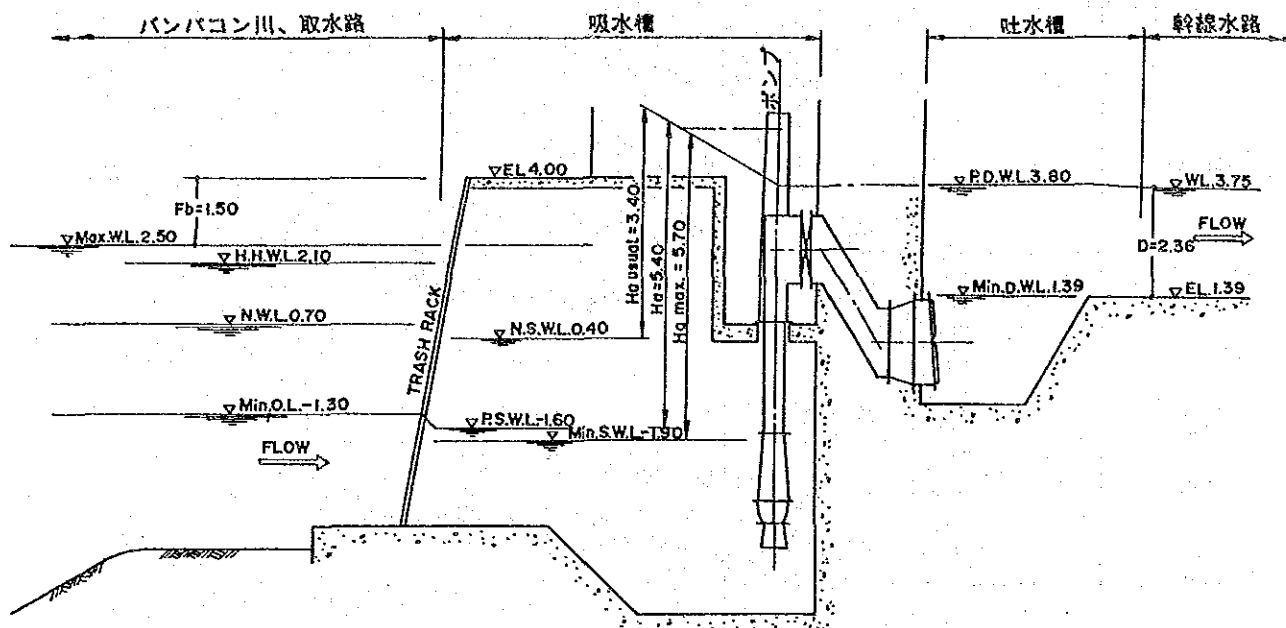 バンパコン川、取水路
吸水槽
吐水槽
幹線水路
ポンプ
EL 4.00
Fb=1.50
Max.W.L.2.50
H.H.W.L.2.10
N.W.L.0.70
Min.O.L.-1.30
FLOW
TRASH RACK
N.S.W.L.0.40
P.S.W.L-1.60
Min.S.W.L-1.90
Ha usual = 3.40
Ha=5.40
Ha max. = 5.70
P.D.W.L.3.80
WL.3.75
FLOW
D=2.36
Min.D.W.L.1.39
EL.1.39